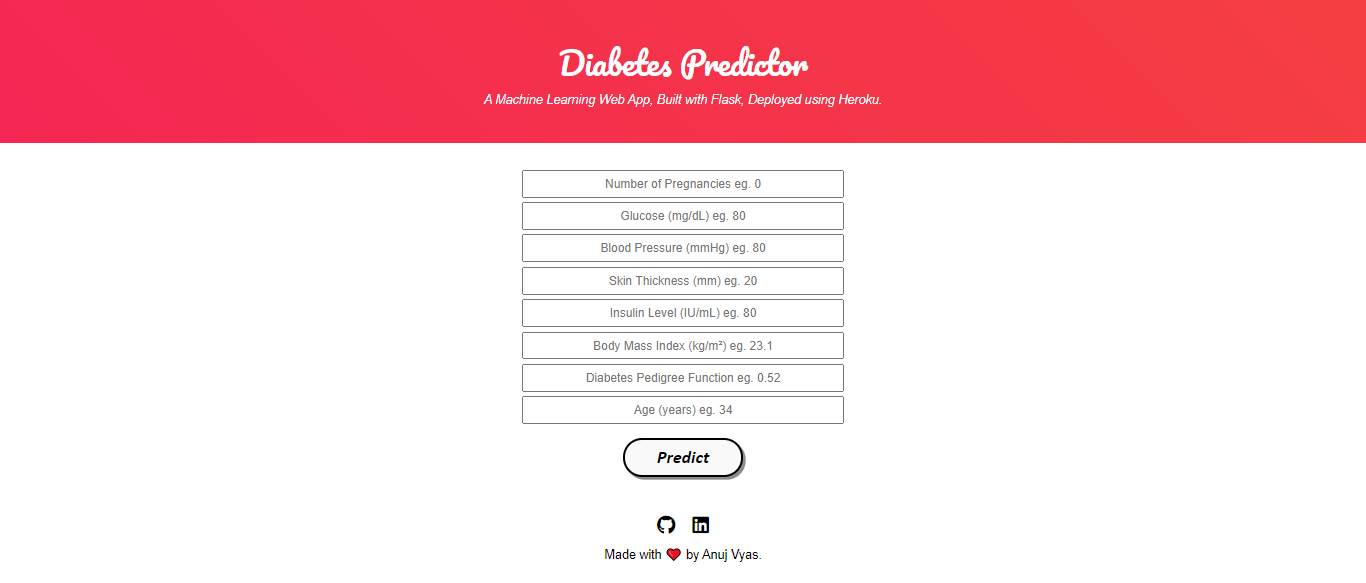 Diabetes Predictor
A Machine Learning Web App, Built with Flask, Deployed using Heroku.
Number of Pregnancies eg. 0
Glucose (mg/dL) eg. 80
Blood Pressure (mmHg) eg. 80
Skin Thickness (mm) eg. 20
Insulin Level (IU/mL) eg. 80
Body Mass Index (kg/m²) eg. 23.1
Diabetes Pedigree Function eg. 0.52
Age (years) eg. 34
Predict
Made with ❤ by Anuj Vyas.